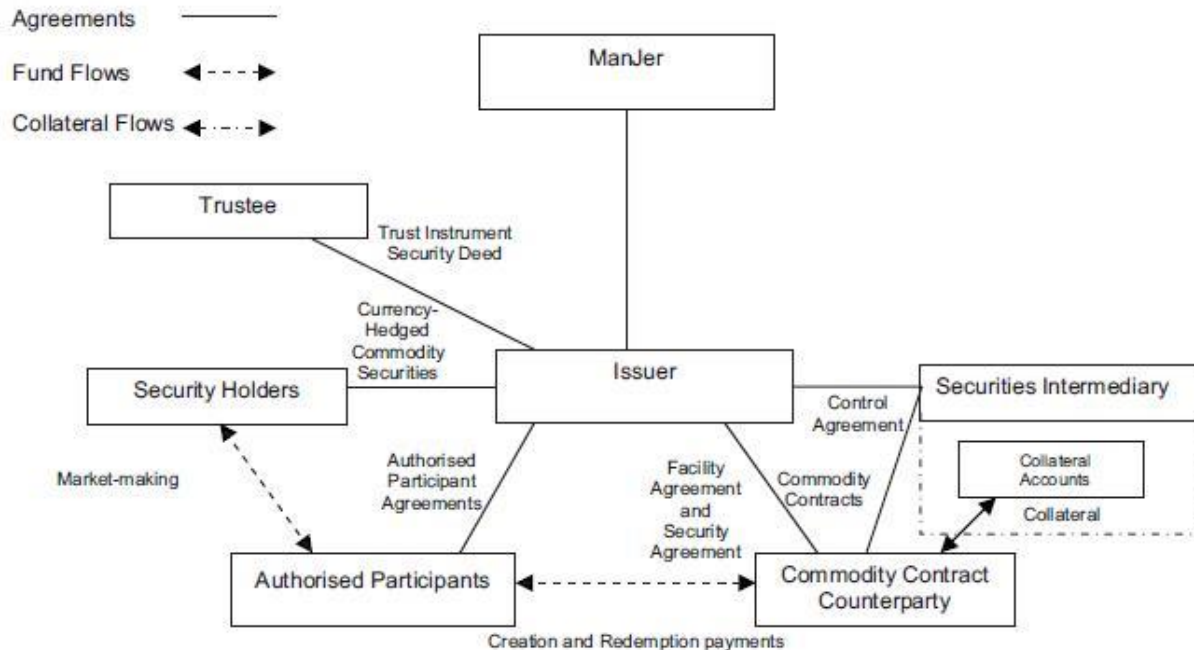 Agreements
Fund Flows
Collateral Flows
ManJer
Trustee
Trust Instrument
Security Deed
Currency-
Hedged
Commodity
Securities
Issuer
Security Holders
Securities Intermediary
Control
Agreement
Market-making
Authorised
Participant
Agreements
Facility
Agreement
and
Security
Agreement
Commodity
Contracts
Collateral
Accounts
Collateral
Authorised Participants
Commodity Contract
Counterparty
Creation and Redemption payments